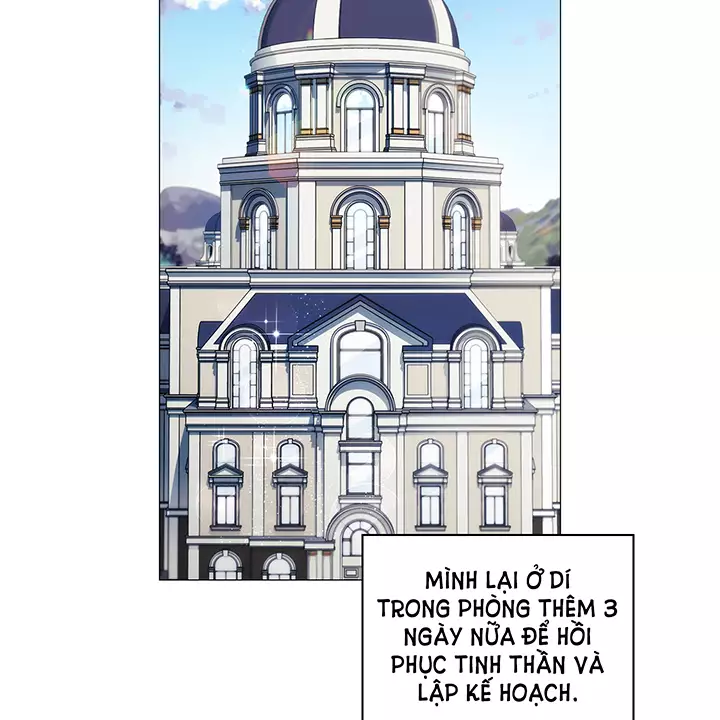 MÌNH LẠI Ở DÍ
TRONG PHÒNG THÊM 3
NGÀY NỮA ĐỂ HỒI
PHỤC TINH THẦN VÀ
LẬP KẾ HOẠCH.